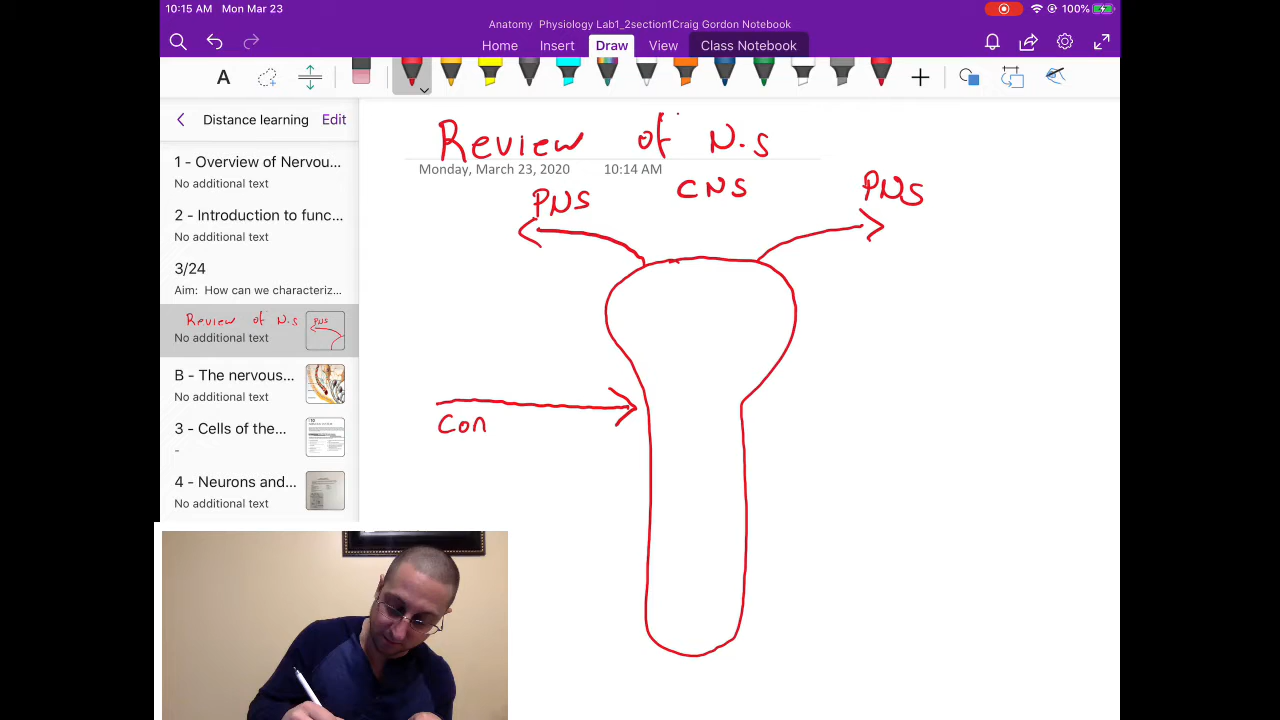 10:15 AM Mon Mar 23
100%
Anatomy Physiology Lab1_2section1Craig Gordon Notebook
Home Insert Draw View Class Notebook
A
Distance learning Edit
1 - Overview of Nervou...
No additional text
2 - Introduction to func...
No additional text
3/24
Aim: How can we characteriz...
Review of N.S PNS
No additional text
B - The nervous...
No additional text
3 - Cells of the...
-
4 - Neurons and...
No additional text
Review of N.S
Monday, March 23, 2020 10:14 AM
PNS CNS PNS
Con